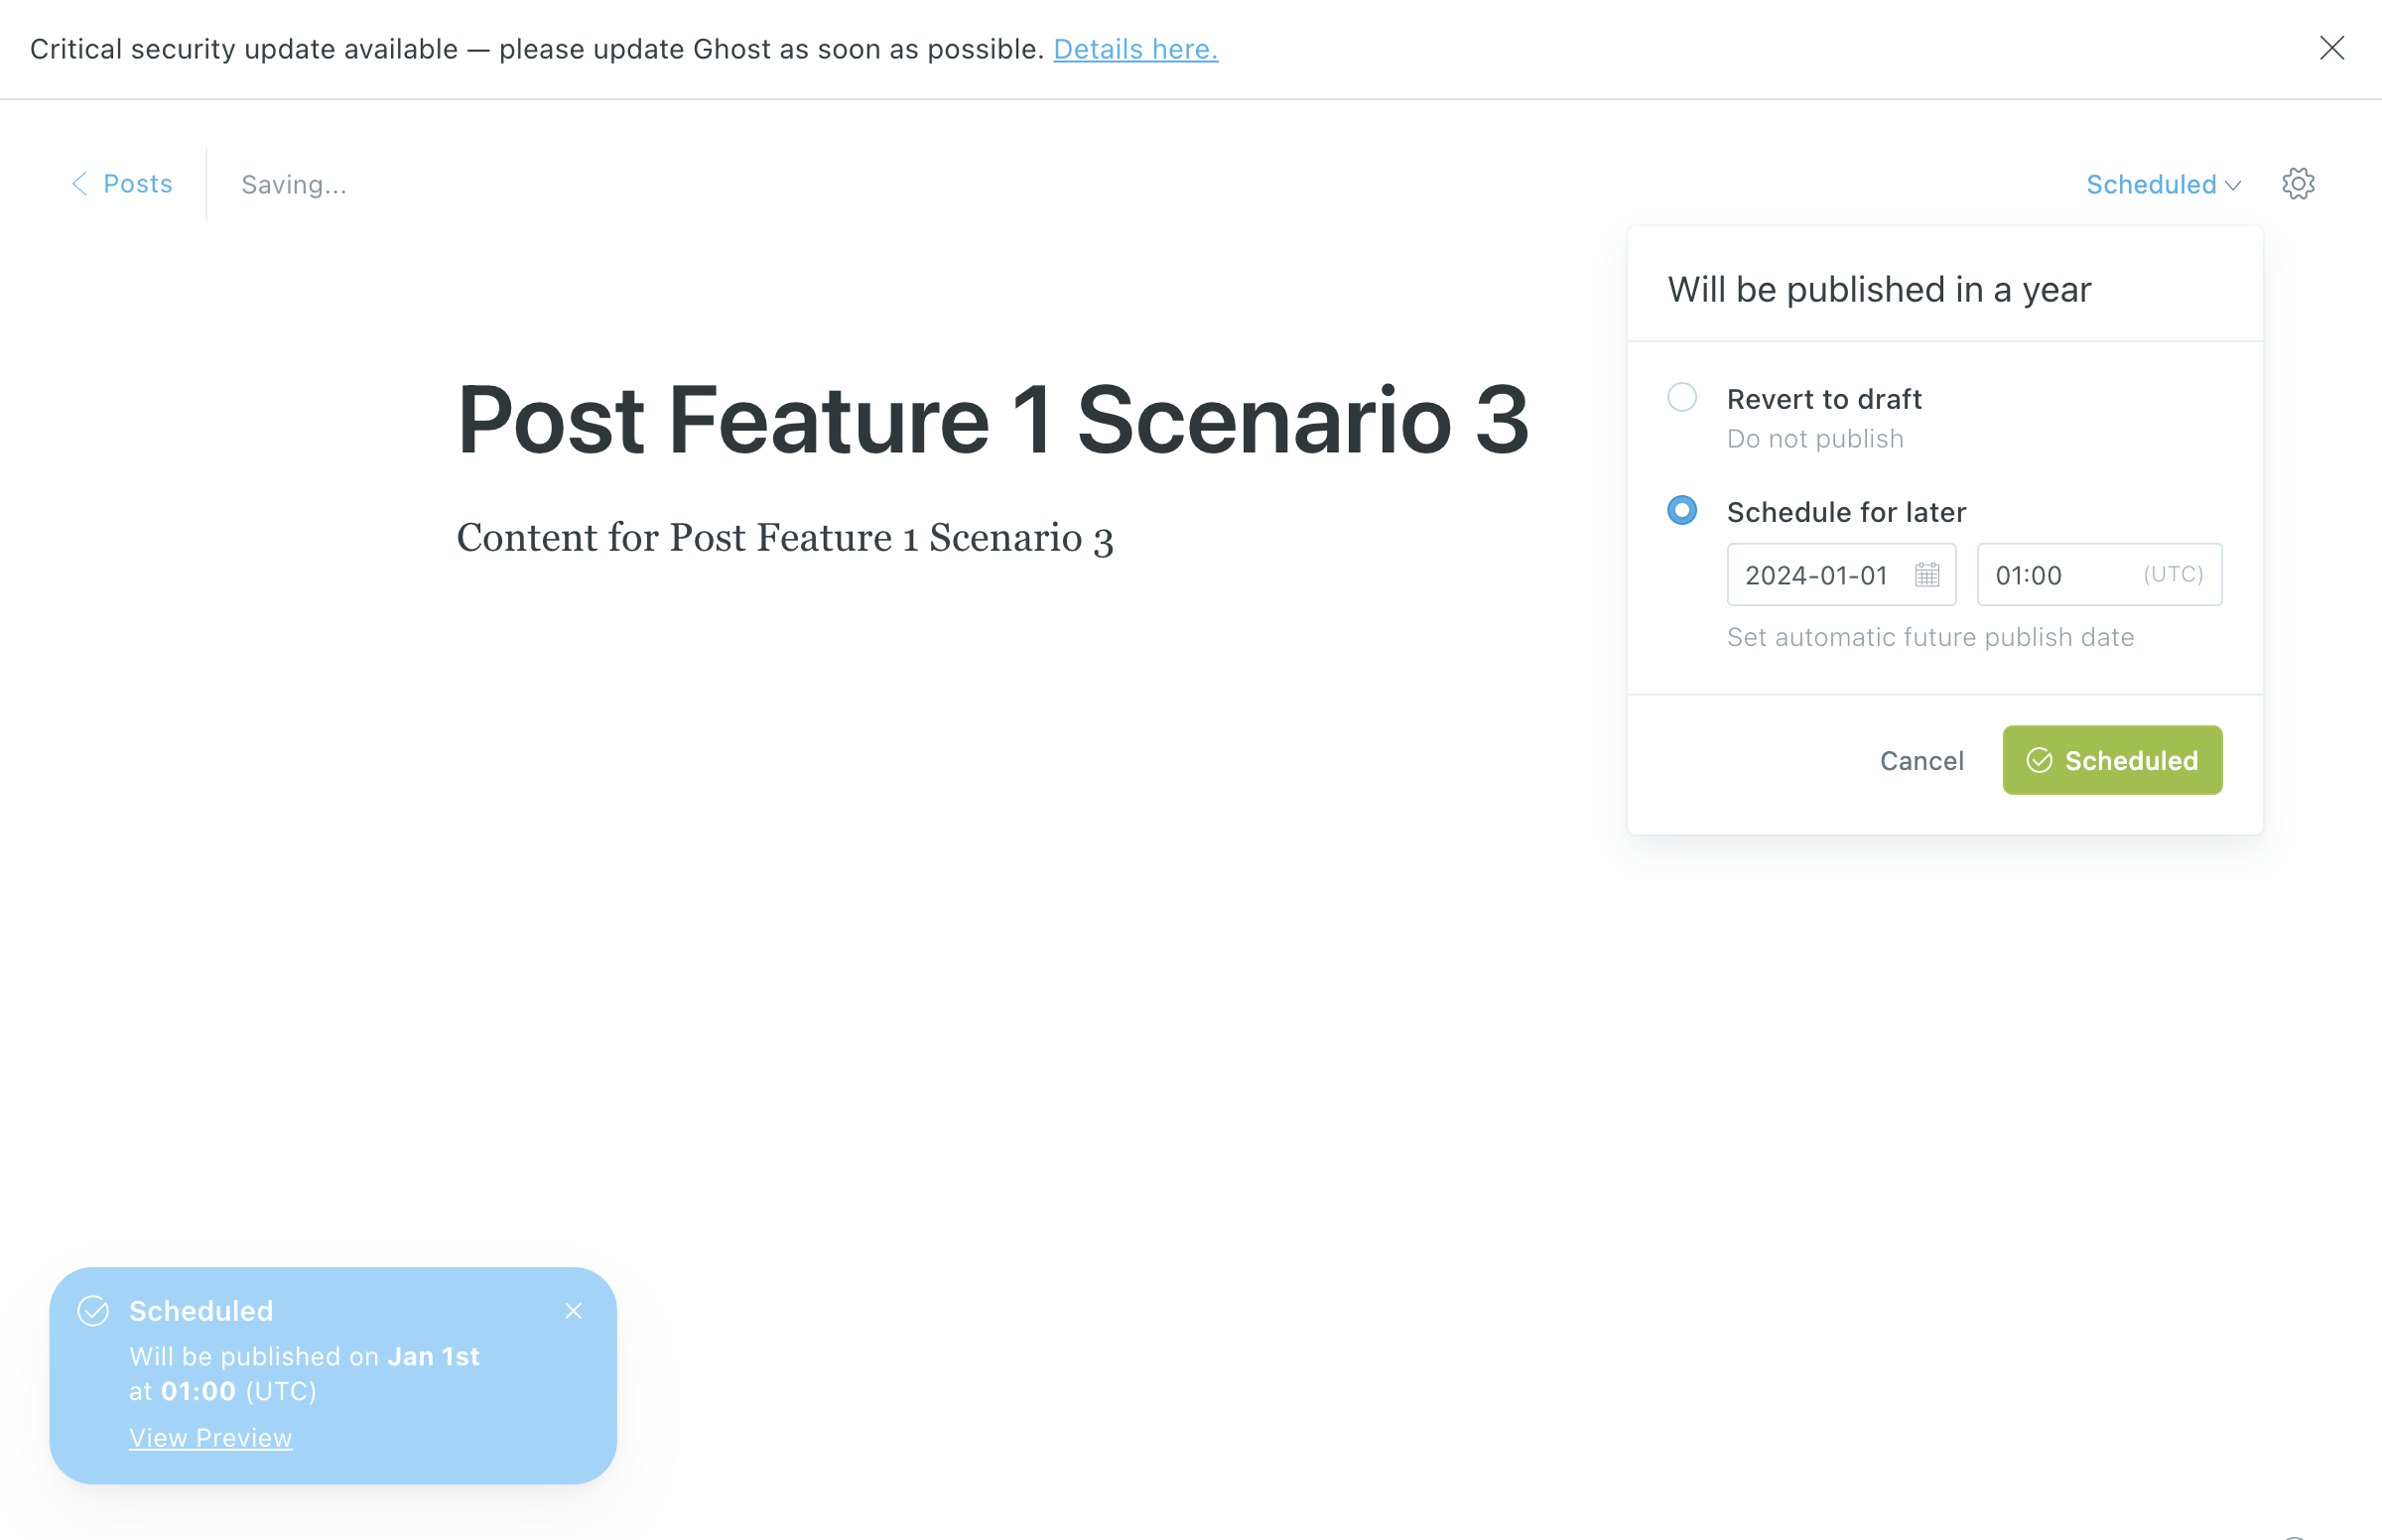 Critical security update available — please update Ghost as soon as possible. Details here.
Posts
Saving...
Scheduled
Will be published in a year
Revert to draft
Do not publish
Schedule for later
2024-01-01
01:00 (UTC)
Set automatic future publish date
Cancel
Scheduled
Post Feature 1 Scenario 3
Content for Post Feature 1 Scenario 3
Scheduled
Will be published on Jan 1st
at 01:00 (UTC)
View Preview